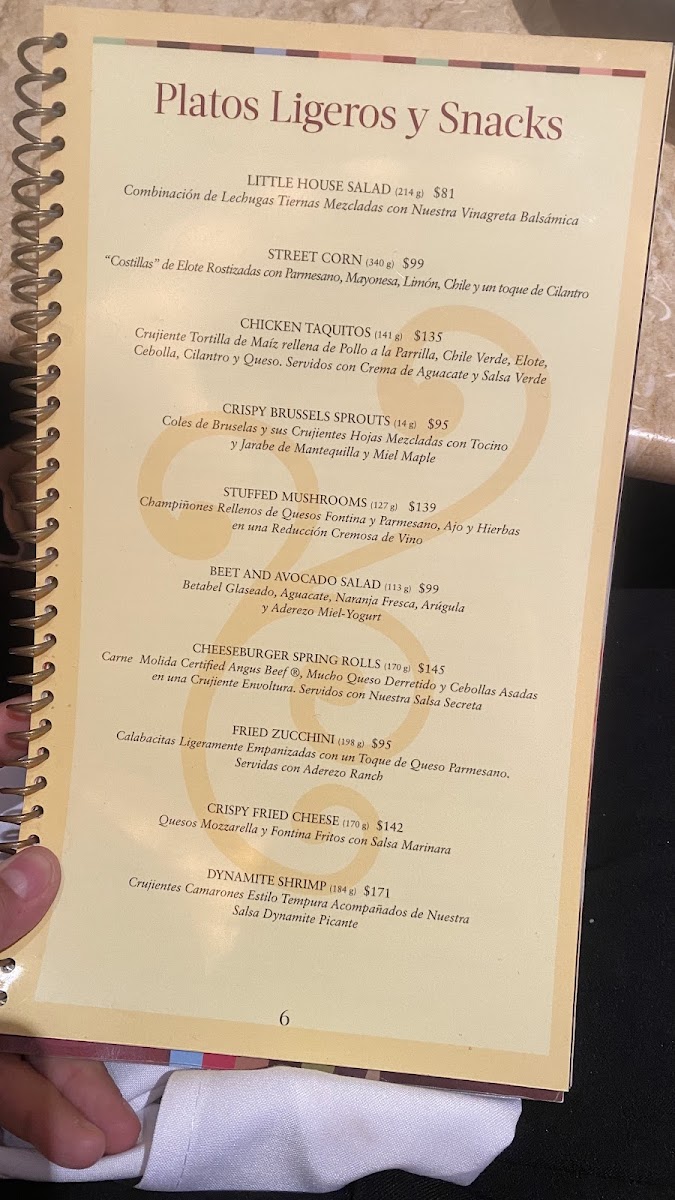 Platos Ligeros y Snacks
LITTLE HOUSE SALAD (214 g) $81
Combinación de Lechugas Tiernas Mezcladas con Nuestra Vinagreta Balsámica
STREET CORN (340 g) $99
“Costillas” de Elote Rostizadas con Parmesano, Mayonesa, Limón, Chile y un toque de Cilantro
CHICKEN TAQUITOS (141 g) $135
Crujiente Tortilla de Maíz rellena de Pollo a la Parrilla, Chile Verde, Elote,
Cebolla, Cilantro y Queso. Servidos con Crema de Aguacate y Salsa Verde
CRISPY BRUSSELS SPROUTS (14 g) $95
Coles de Bruselas y sus Crujientes Hojas Mezcladas con Tocino
y Jarabe de Mantequilla y Miel Maple
STUFFED MUSHROOMS (127 g) $139
Champiñones Rellenos de Quesos Fontina y Parmesano, Ajo y Hierbas
en una Reducción Cremosa de Vino
BEET AND AVOCADO SALAD (113 g) $99
Betabel Glaseado, Aguacate, Naranja Fresca, Arúgula
y Aderezo Miel-Yogurt
CHEESEBURGER SPRING ROLLS (170 g) $145
Carne Molida Certified Angus Beef ®, Mucho Queso Derretido y Cebollas Asadas
en una Crujiente Envoltura. Servidos con Nuestra Salsa Secreta
FRIED ZUCCHINI (198 g) $95
Calabacitas Ligeramente Empanizadas con un Toque de Queso Parmesano.
Servidas con Aderezo Ranch
CRISPY FRIED CHEESE (170 g) $142
Quesos Mozzarella y Fontina Fritos con Salsa Marinara
DYNAMITE SHRIMP (184 g) $171
Crujientes Camarones Estilo Tempura Acompañados de Nuestra
Salsa Dynamite Picante
6